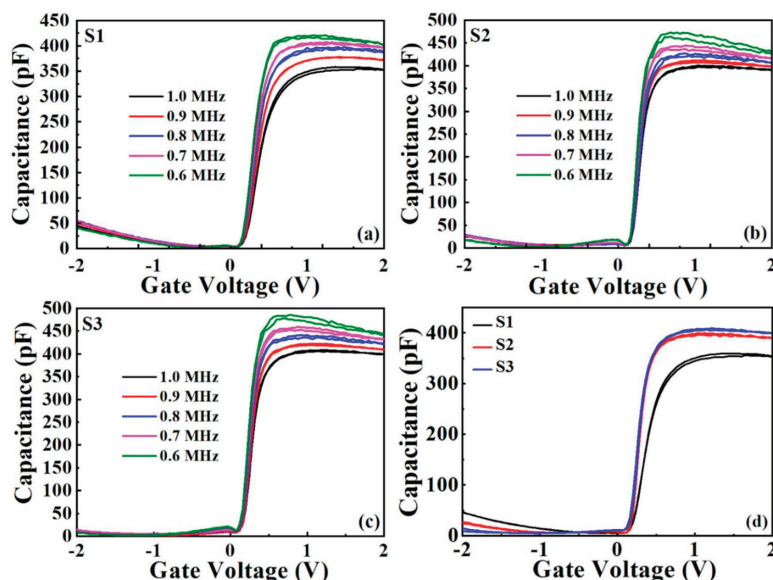 S1
Capacitance (pF)
450
400
350
300
250
200
150
100
50
0
1.0 MHz
0.9 MHz
0.8 MHz
0.7 MHz
0.6 MHz
(a)
-2 -1 0 1 2
Gate Voltage (V)
S2
Capacitance (pF)
500
450
400
350
300
250
200
150
100
50
0
1.0 MHz
0.9 MHz
0.8 MHz
0.7 MHz
0.6 MHz
(b)
-2 -1 0 1 2
Gate Voltage (V)
S3
Capacitance (pF)
500
450
400
350
300
250
200
150
100
50
0
1.0 MHz
0.9 MHz
0.8 MHz
0.7 MHz
0.6 MHz
(c)
-2 -1 0 1 2
Gate Voltage (V)
Capacitance (pF)
400
300
200
100
0
S1
S2
S3
(d)
-2 -1 0 1 2
Gate Voltage (V)